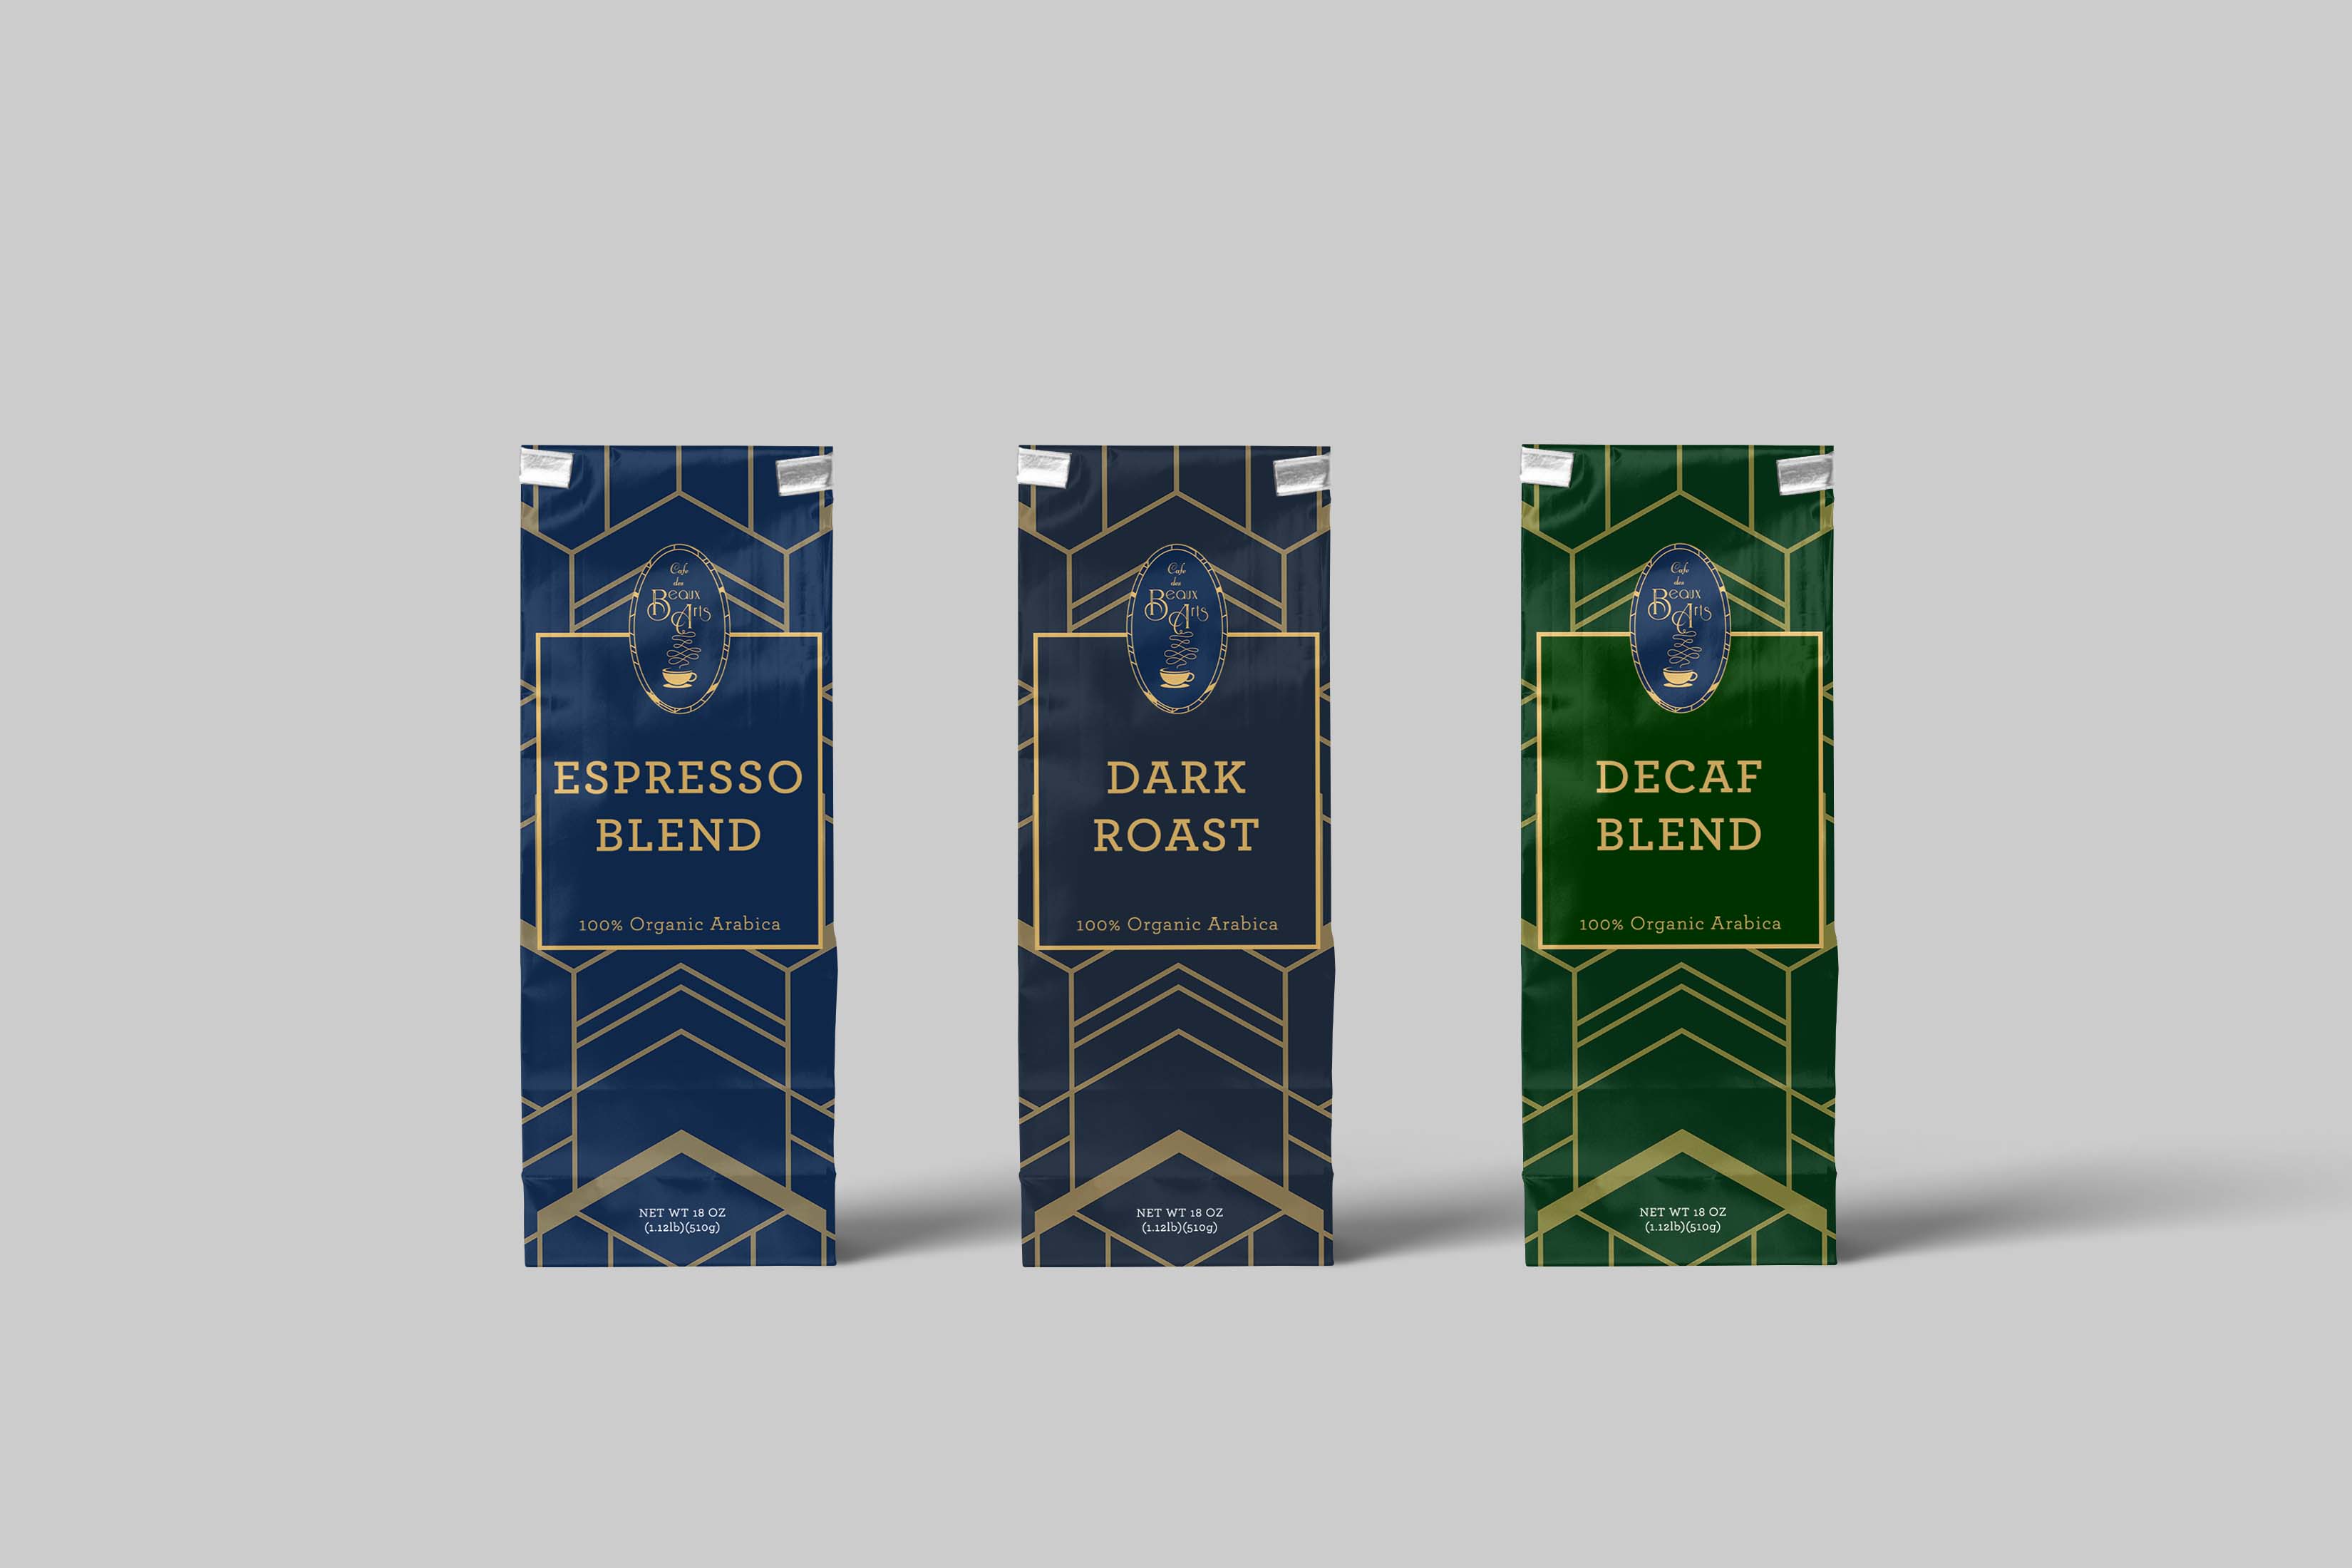 Cafe
des
Beaux
Arts
ESPRESSO
BLEND
100% Organic Arabica
NET WT 18 OZ
(1.12lb)(510g)
Cafe
des
Beaux
Arts
DARK
ROAST
100% Organic Arabica
NET WT 18 OZ
(1.12lb)(510g)
Cafe
des
Beaux
Arts
DECAF
BLEND
100% Organic Arabica
NET WT 18 OZ
(1.12lb)(510g)